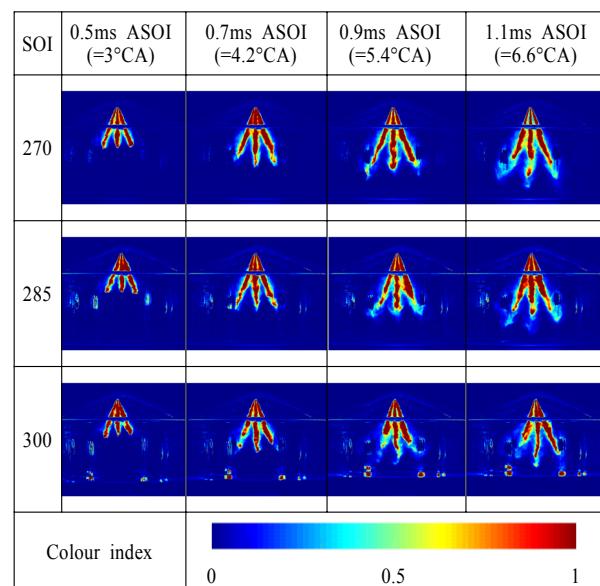 SOI
0.5ms ASOI
(=3°CA)
0.7ms ASOI
(=4.2°CA)
0.9ms ASOI
(=5.4°CA)
1.1ms ASOI
(=6.6°CA)
270
285
300
Colour index
0
0.5
1